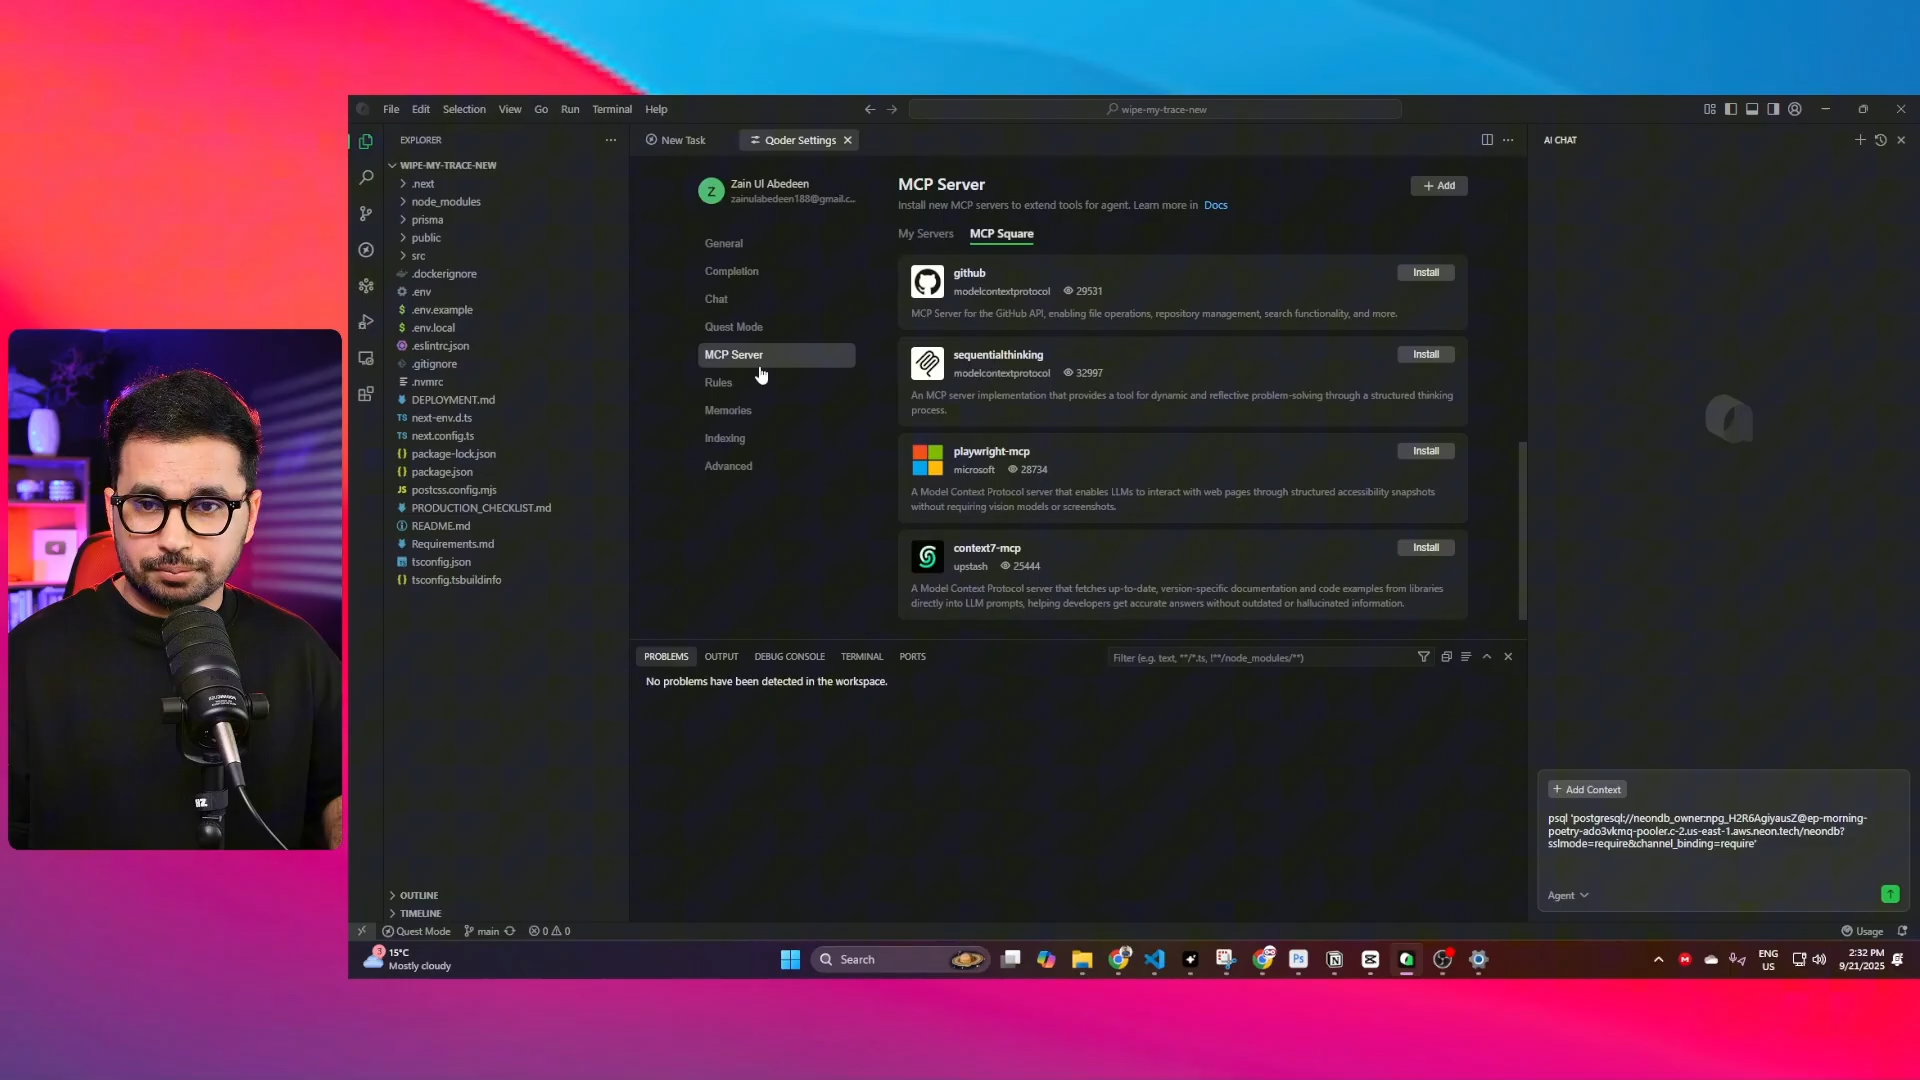 File Edit Selection View Go Run Terminal Help
wipe-my-trace-new
EXPLORER
WIPE-MY-TRACE-NEW
.next
node_modules
prisma
public
src
.dockerignore
.env
.env.example
.env.local
.eslintrc.json
.gitignore
.nvmrc
DEPLOYMENT.md
next-env.d.ts
next.config.ts
package-lock.json
package.json
postcss.config.mjs
PRODUCTION_CHECKLIST.md
README.md
Requirements.md
tsconfig.json
tsconfig.tsbuildinfo
OUTLINE
TIMELINE
New Task
Qoder Settings
Z
Zain Ul Abedeen
zainulabedeen188@gmail.c...
General
Completion
Chat
Quest Mode
MCP Server
Rules
Memories
Indexing
Advanced
MCP Server
+ Add
Install new MCP servers to extend tools for agent. Learn more in Docs
My Servers MCP Square
github
Install
modelcontextprotocol 29531
MCP Server for the GitHub API, enabling file operations, repository management, search functionality, and more.
sequentialthinking
Install
modelcontextprotocol 32997
An MCP server implementation that provides a tool for dynamic and reflective problem-solving through a structured thinking
process.
playwright-mcp
Install
microsoft 28734
A Model Context Protocol server that enables LLMs to interact with web pages through structured accessibility snapshots
without requiring vision models or screenshots.
context7-mcp
Install
upstash 25444
A Model Context Protocol server that fetches up-to-date, version-specific documentation and code examples from libraries
directly into LLM prompts, helping developers get accurate answers without outdated or hallucinated information.
PROBLEMS OUTPUT DEBUG CONSOLE TERMINAL PORTS
Filter (e.g. text, **/*.ts, !**/node_modules/**)
No problems have been detected in the workspace.
AI CHAT
+ Add Context
psql 'postgresql://neondb_owner:npg_H2R6AgiyausZ@ep-morning-
poetry-ado3vkmq-pooler.c-2.us-east-1.aws.neon.tech/neondb?
sslmode=require&channel_binding=require'
Agent
Quest Mode main 0 0
Usage
3
15°C
Mostly cloudy
Search
ENG
US
2:32 PM
9/21/2025